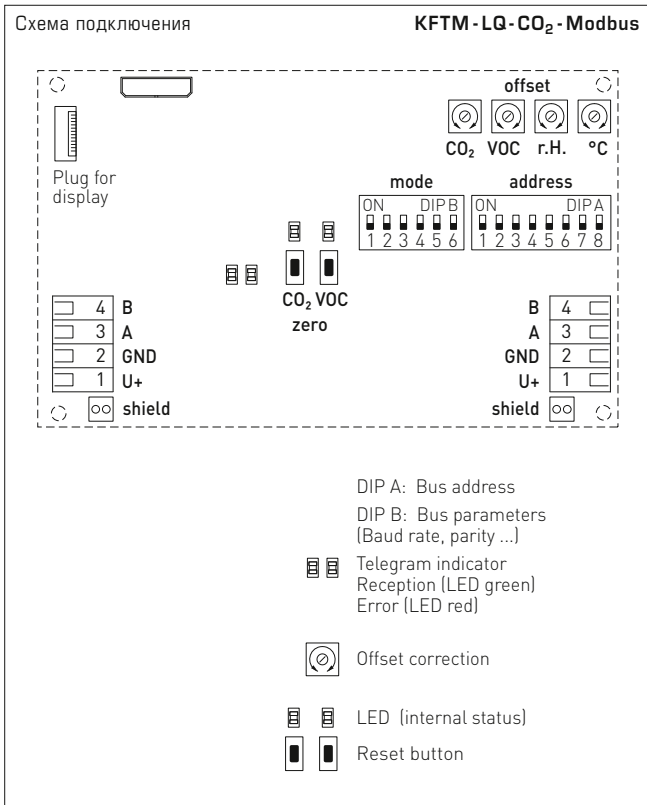 Схема подключения KFTM-LQ-CO₂-Modbus
offset
CO₂ VOC r.H. °C
Plug for
display
mode address
ON DIP B ON DIP A
1 2 3 4 5 6 1 2 3 4 5 6 7 8
CO₂ VOC
zero
4 B B 4
3 A A 3
2 GND GND 2
1 U+ U+ 1
shield shield
DIP A: Bus address
DIP B: Bus parameters
(Baud rate, parity ...)
Telegram indicator
Reception (LED green)
Error (LED red)
Offset correction
LED (internal status)
Reset button